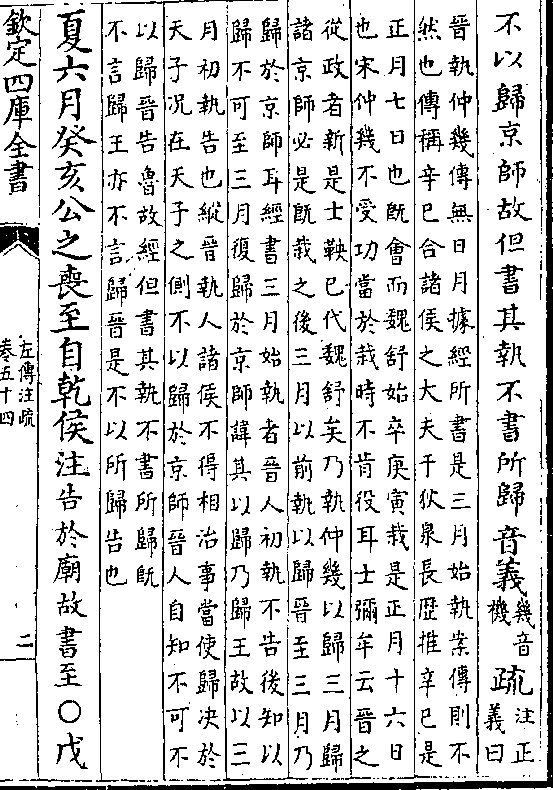 不以歸京師故但書其執不書所歸音義幾音機疏注正義曰
晉執仲幾傳無日月據經所書是三月始執案傳則不
然也傳稱辛巳合諸侯之大夫于狄泉長歷推辛巳是
正月七日也旣會而魏舒始卒庚寅栽是正月十六日
也宋仲幾不受功當於栽時不肯役耳士彌牟云晉之
從政者新是士鞅已代魏舒矣乃執仲幾以歸三月歸
諸京師必是旣栽之後三月以前執以歸晉至三月乃
歸於京師耳經書三月始執者晉人初執不告後知以
歸不可至三月復歸於京師諱其以歸乃歸王故以三
月初執告也縱晉執人諸侯不得相治事當使歸决於
天子况在天子之側不以歸於京師晉人自知不可不
以歸晉告魯故經但書其執不書所歸旣
不言歸王亦不言歸晉是不以所歸告也
夏六月癸亥公之喪至自乾侯注告於廟故書至○戊
欽定四庫全書
左傳注疏
卷五十四
二